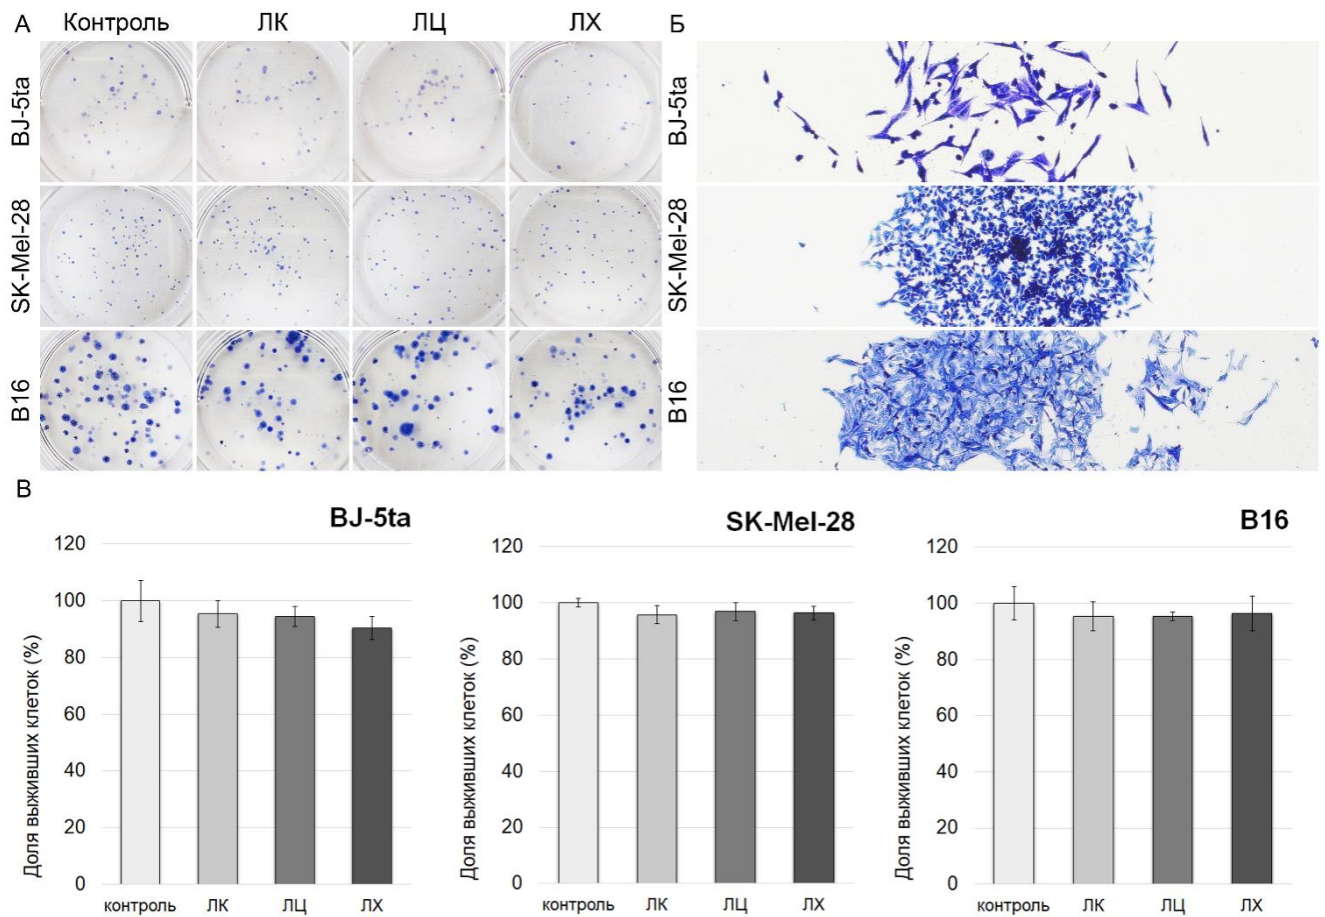 А Контроль ЛК ЛЦ ЛХ Б
BJ-5ta
SK-Mel-28
B16
BJ-5ta
SK-Mel-28
B16
В
BJ-5ta
Доля выживших клеток (%)
120
100
80
60
40
20
0
контроль ЛК ЛЦ ЛХ
SK-Mel-28
Доля выживших клеток (%)
120
100
80
60
40
20
0
контроль ЛК ЛЦ ЛХ
B16
Доля выживших клеток (%)
120
100
80
60
40
20
0
контроль ЛК ЛЦ ЛХ